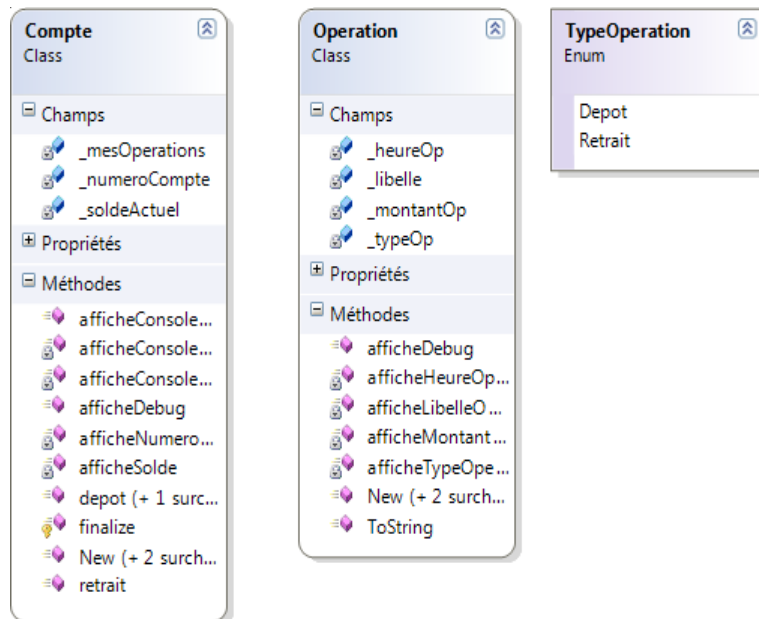 Compte
Class
Champs
_mesOperations
_numeroCompte
_soldeActuel
Propriétés
Méthodes
afficheConsole...
afficheConsole...
afficheConsole...
afficheDebug
afficheNumero...
afficheSolde
depot (+ 1 surc...
finalize
New (+ 2 surch...
retrait
Operation
Class
Champs
_heureOp
_libelle
_montantOp
_typeOp
Propriétés
Méthodes
afficheDebug
afficheHeureOp...
afficheLibelleO...
afficheMontant...
afficheTypeOpe...
New (+ 2 surch...
ToString
TypeOperation
Enum
Depot
Retrait